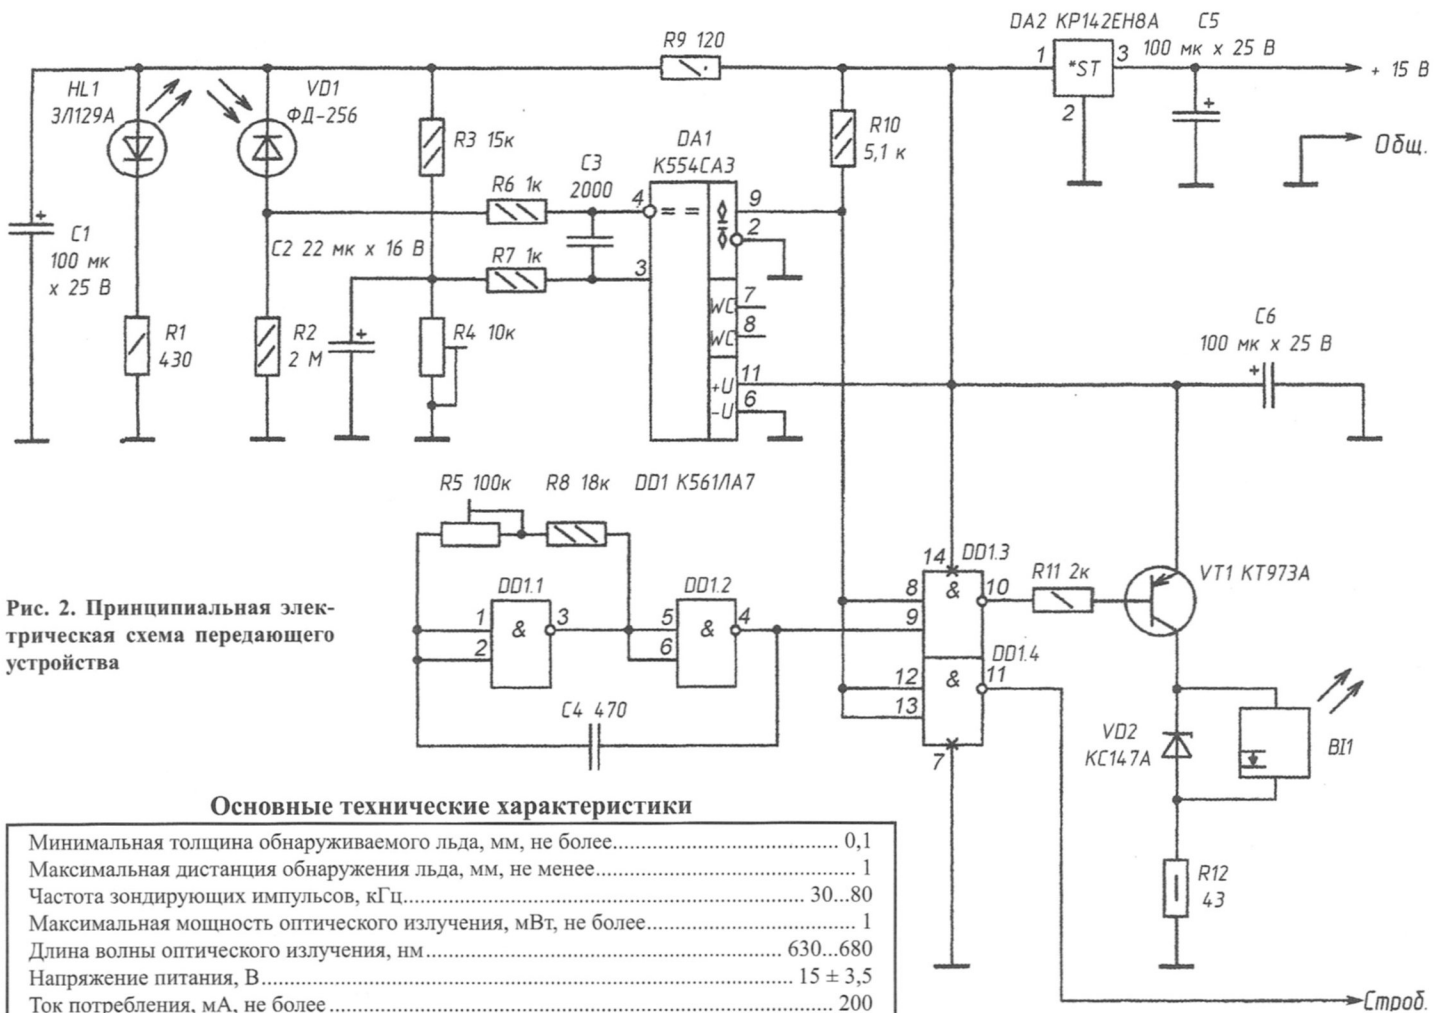 DA2 КР142ЕН8А
C5
100 мк x 25 В
R9 120
1
*ST
3
2
+ 15 В
Общ.
HL1
ЗЛ129А
VD1
ФД-256
R3 15к
DA1
К554СА3
R10
5,1 к
C3
2000
R6 1к
4
= =
9
2
+
C1
100 мк
x 25 В
C2 22 мк x 16 В
R7 1к
3
WC
7
WC
8
R1
430
R2
2 М
+
R4 10к
+U
11
-U
6
C6
100 мк x 25 В
+
R5 100к
R8 18к
DD1 К561ЛА7
DD1.1
1
2
&
3
DD1.2
5
6
&
4
C4 470
14
DD1.3
8
9
&
10
DD1.4
12
13
&
11
7
R11 2к
VT1 КТ973А
VD2
КС147А
BI1
R12
43
Строб.
Рис. 2. Принципиальная элек-
трическая схема передающего
устройства
Основные технические характеристики
Минимальная толщина обнаруживаемого льда, мм, не более.................................. 0,1
Максимальная дистанция обнаружения льда, мм, не менее....................................... 1
Частота зондирующих импульсов, кГц............................................................. 30...80
Максимальная мощность оптического излучения, мВт, не более................................ 1
Длина волны оптического излучения, нм......................................................... 630...680
Напряжение питания, В...................................................................................... 15 ± 3,5
Ток потребления, мА, не более.............................................................................. 200